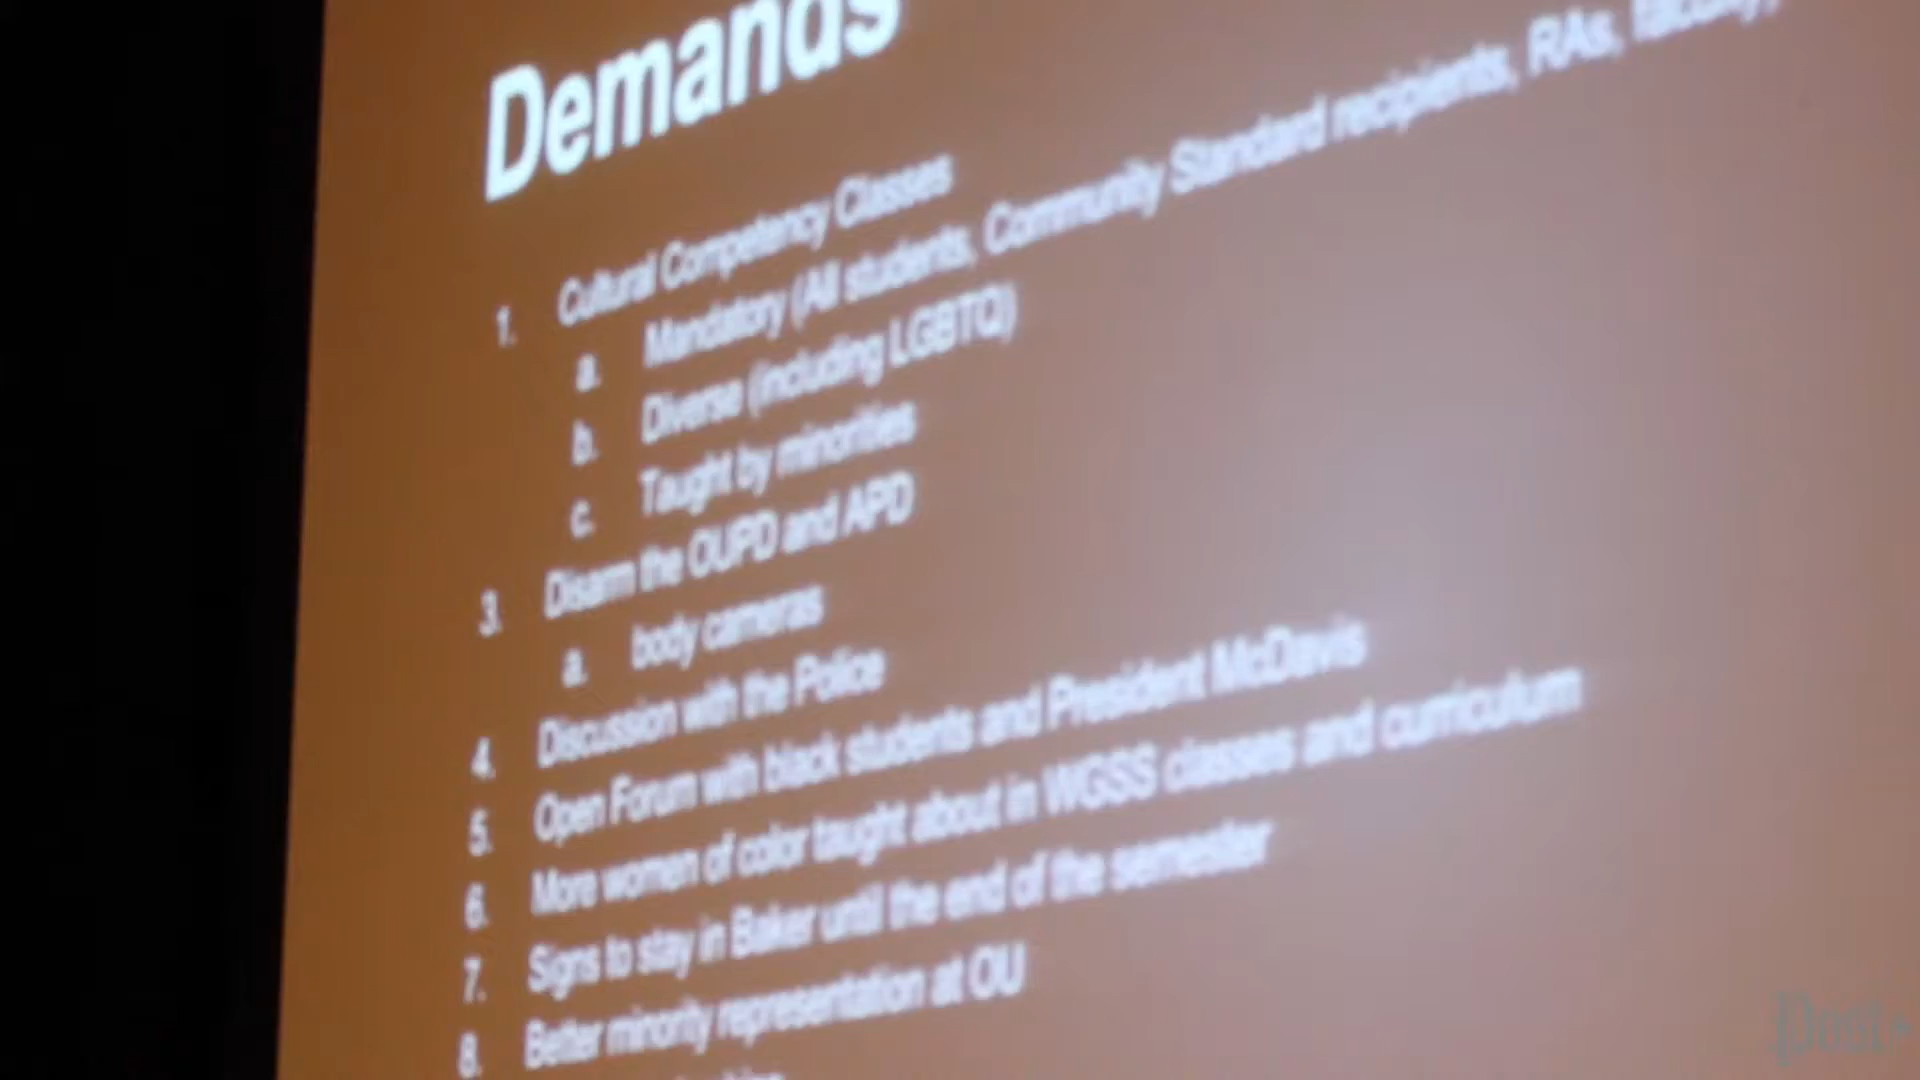 Demands
1. Cultural Competency Classes
a. Mandatory (All students, Community Standard recipients, RAs, faculty,
b. Diverse (including LGBTQ)
c. Taught by minorities
3. Disarm the OUPD and APD
a. body cameras
4. Discussion with the Police
5. Open Forum with black students and President McDavis
6. More women of color taught about in WGSS classes and curriculum
7. Signs to stay in Baker until the end of the semester
8. Better minority representation at OU
Post